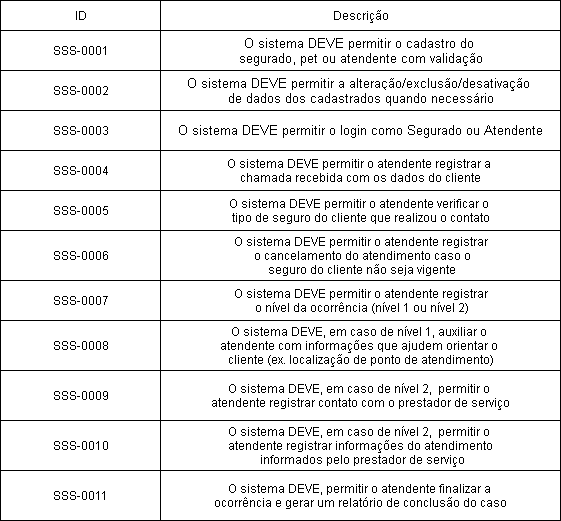 ID Descrição
SSS-0001 O sistema DEVE permitir o cadastro do
segurado, pet ou atendente com validação
SSS-0002 O sistema DEVE permitir a alteração/exclusão/desativação
de dados dos cadastrados quando necessário
SSS-0003 O sistema DEVE permitir o login como Segurado ou Atendente
SSS-0004 O sistema DEVE permitir o atendente registrar a
chamada recebida com os dados do cliente
SSS-0005 O sistema DEVE permitir o atendente verificar o
tipo de seguro do cliente que realizou o contato
SSS-0006 O sistema DEVE permitir o atendente registrar
o cancelamento do atendimento caso o
seguro do cliente não seja vigente
SSS-0007 O sistema DEVE permitir o atendente registrar
o nível da ocorrência (nível 1 ou nível 2)
SSS-0008 O sistema DEVE, em caso de nível 1, auxiliar o
atendente com informações que ajudem orientar o
cliente (ex. localização de ponto de atendimento)
SSS-0009 O sistema DEVE, em caso de nível 2, permitir o
atendente registrar contato com o prestador de serviço
SSS-0010 O sistema DEVE, em caso de nível 2, permitir o
atendente registrar informações do atendimento
informados pelo prestador de serviço
SSS-0011 O sistema DEVE, permitir o atendente finalizar a
ocorrência e gerar um relatório de conclusão do caso